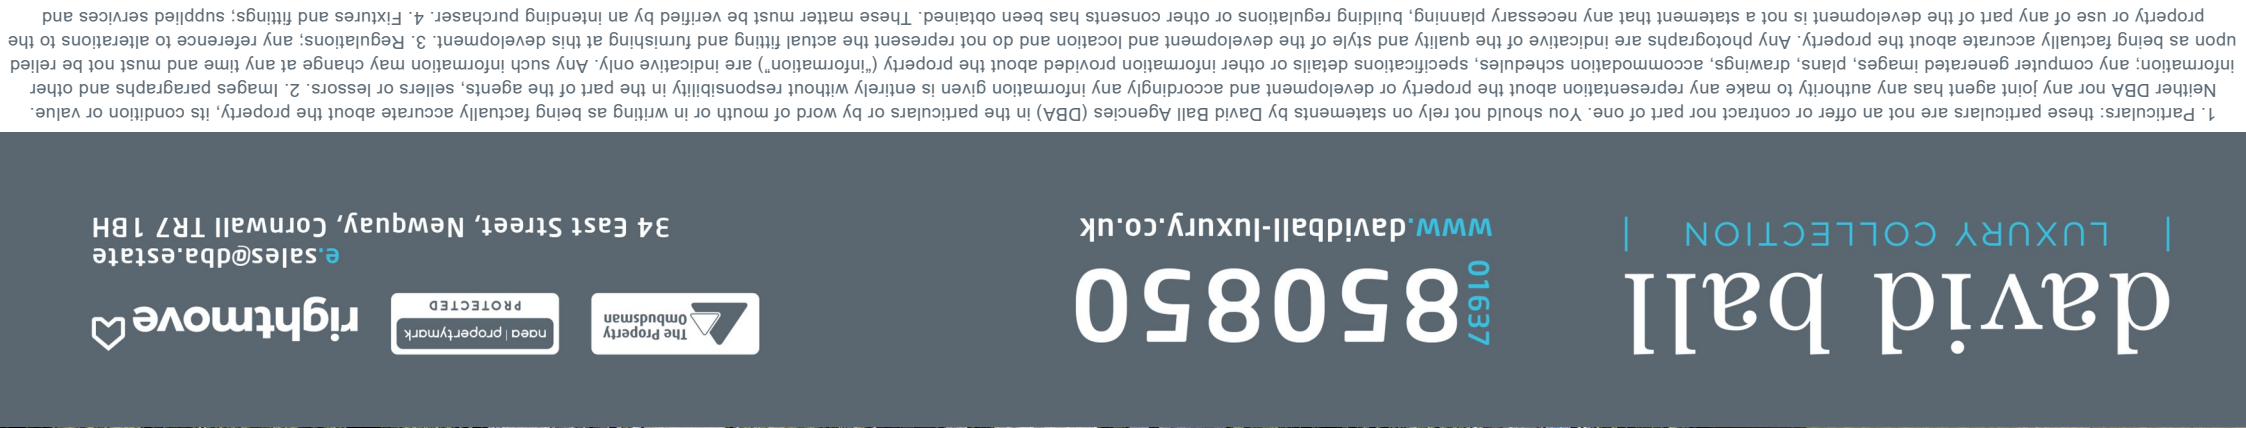 david ball
| LUXURY COLLECTION |
01637
850850
www.davidball-luxury.co.uk
The Property
Ombudsman
naea | propertymark
PROTECTED
rightmove
e.sales@dba.estate
34 East Street, Newquay, Cornwall TR7 1BH
1. Particulars: these particulars are not an offer or contract nor part of one. You should not rely on statements by David Ball Agencies (DBA) in the particulars or by word of mouth or in writing as being factually accurate about the property, its condition or value.
Neither DBA nor any joint agent has any authority to make any representation about the property or development and accordingly any information given is entirely without responsibility in the part of the agents, sellers or lessors. 2. Images paragraphs and other
information; any computer generated images, plans, drawings, accommodation schedules, specifications details or other information provided about the property (“information”) are indicative only. Any such information may change at any time and must not be relied
upon as being factually accurate about the property. Any photographs are indicative of the quality and style of the development and location and do not represent the actual fitting and furnishing at this development. 3. Regulations; any reference to alterations to the
property or use of any part of the development is not a statement that any necessary planning, building regulations or other consents has been obtained. These matter must be verified by an intending purchaser. 4. Fixtures and fittings; supplied services and